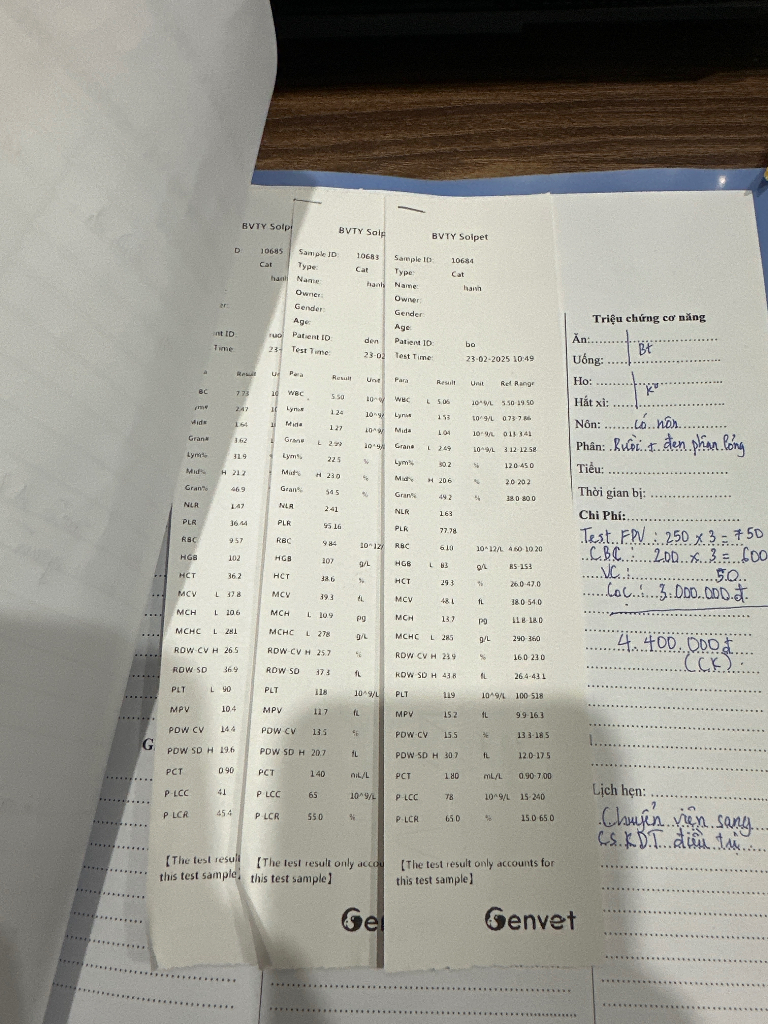 BVTY Solp
D: 10685
Cat
hanh
er:
nt ID: ruo
Time: 23-
a Result Un
BC 7.73 10
yms 2.47 10
Mid# 1.64
Gran# 3.62
Lym% 31.9
Mid% H 21.2
Gran% 46.9
NLR 1.47
PLR 36.44
RBC 9.57
HGB 102
HCT 36.2
MCV L 37.8
MCH L 10.6
MCHC L 281
RDW-CV H 26.5
RDW-SD 36.9
PLT L 90
MPV 10.4
PDW-CV 14.4
PDW-SD H 19.6
PCT 0.90
P-LCC 41
P-LCR 45.4
【The test result
this test sample
BVTY Solp
Sample ID: 10683
Type: Cat
Name: hanh
Owner:
Gender:
Age:
Patient ID: den
Test Time: 23-02
Para Result Unit
WBC 5.50 10^9/
Lym# 1.24 10^9/
Mid# 1.27 10^9/
Gran# L 2.99 10^9/L
Lym% 22.5 %
Mid% H 23.0 %
Gran% 54.5 %
NLR 2.41
PLR 95.16
RBC 9.84 10^12/
HGB 107 g/L
HCT 38.6 %
MCV 39.3 fL
MCH L 10.9 pg
MCHC L 278 g/L
RDW-CV H 25.7 %
RDW-SD 37.3 fL
PLT 118 10^9/L
MPV 11.7 fL
PDW-CV 13.5 %
PDW-SD H 20.7 fL
PCT 1.40 mL/L
P-LCC 65 10^9/L
P-LCR 55.0 %
【The test result only accou
this test sample】
Ge
BVTY Solpet
Sample ID: 10684
Type: Cat
Name: hanh
Owner:
Gender:
Age:
Patient ID: bo
Test Time: 23-02-2025 10:49
Para Result Unit Ref Range
WBC L 5.06 10^9/L 5.50-19.50
Lym# 1.53 10^9/L 0.73-7.86
Mid# 1.04 10^9/L 0.13-3.41
Gran# L 2.49 10^9/L 3.12-12.58
Lym% 30.2 % 12.0-45.0
Mid% H 20.6 % 2.0-20.2
Gran% 49.2 % 38.0-80.0
NLR 1.63
PLR 77.78
RBC 6.10 10^12/L 4.60-10.20
HGB L 83 g/L 85-153
HCT 29.3 % 26.0-47.0
MCV 48.1 fL 38.0-54.0
MCH 13.7 pg 11.8-18.0
MCHC L 285 g/L 290-360
RDW-CV H 23.9 % 16.0-23.0
RDW-SD H 43.8 fL 26.4-43.1
PLT 119 10^9/L 100-518
MPV 15.2 fL 9.9-16.3
PDW-CV 15.5 % 13.3-18.5
PDW-SD H 30.7 fL 12.0-17.5
PCT 1.80 mL/L 0.90-7.00
P-LCC 78 10^9/L 15-240
P-LCR 65.0 % 15.0-65.0
【The test result only accounts for
this test sample】
Genvet
Triệu chứng cơ năng
Ăn: Bt
Uống:
Ho: Ko
Hắt xì:
Nôn: có nôn
Phân: Ruồi + đen phân lỏng
Tiểu:
Thời gian bị:
Chi Phí:
Test FPV : 250 x 3 = 750
CBC : 200 x 3 = 600
VC : 50
Cọc : 3.000.000đ
4.400.000đ
(CK)
Lịch hẹn:
Chuyển viện sang
CS.KDT điều trị
G